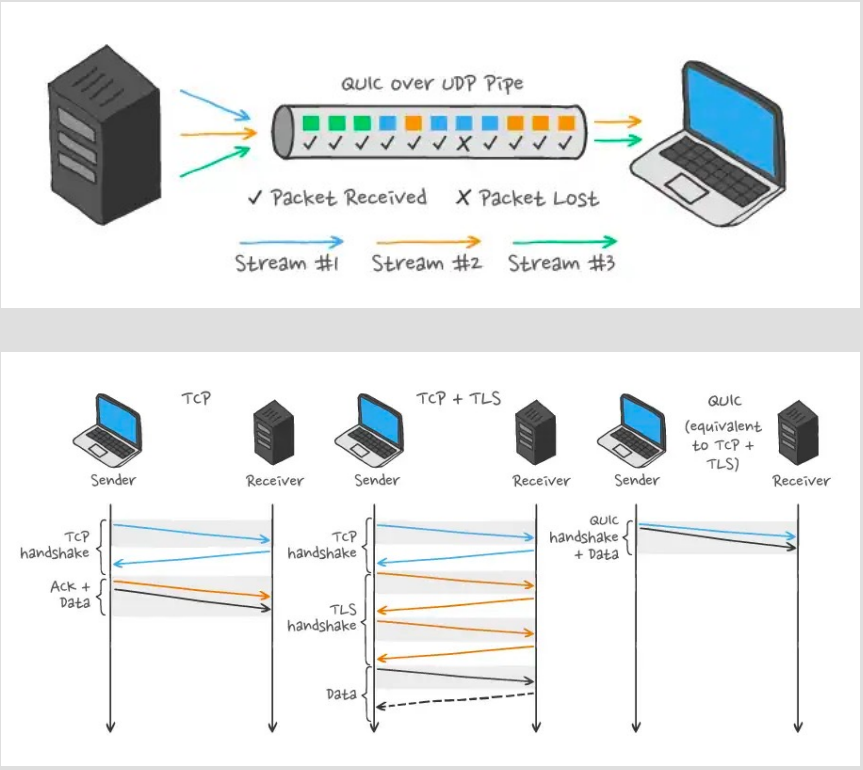 QUIC over UDP Pipe
✓ Packet Received
✗ Packet Lost
Stream #1
Stream #2
Stream #3
TCP
Sender
Receiver
TCP
handshake
Ack +
Data
TCP + TLS
Sender
Receiver
TCP
handshake
TLS
handshake
Data
QUIC
(equivalent
to TCP +
TLS)
Sender
Receiver
QUIC
handshake
+ Data